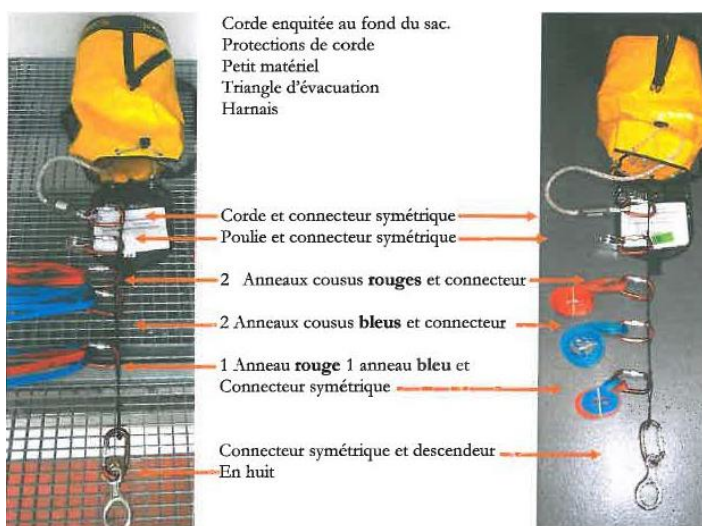 Corde enquitée au fond du sac.
Protections de corde
Petit matériel
Triangle d'évacuation
Harnais
Corde et connecteur symétrique
Poulie et connecteur symétrique
2 Anneaux cousus rouges et connecteur
2 Anneaux cousus bleus et connecteur
1 Anneau rouge 1 anneau bleu et
Connecteur symétrique
Connecteur symétrique et descendeur
En huit